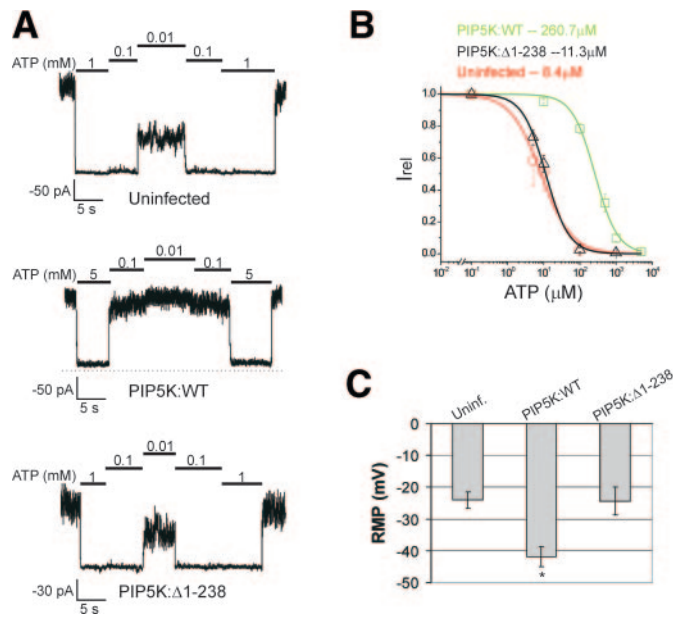 A
0.01
0.1 0.1
ATP (mM) 1 1
-50 pA
5 s
Uninfected
0.01
0.1 0.1
ATP (mM) 5 5
-50 pA
5 s
PIP5K:WT
0.01
0.1 0.1
ATP (mM) 1 1
-30 pA
5 s
PIP5K:Δ1-238
B
PIP5K:WT -- 260.7μM
PIP5K:Δ1-238 --11.3μM
Uninfected -- 8.4μM
1.0
0.8
0.6
0.4
0.2
0.0
Irel
10⁻² 10⁻¹ 10⁰ 10¹ 10² 10³ 10⁴
ATP (μM)
C
Uninf. PIP5K:WT PIP5K:Δ1-238
0
-10
-20
-30
-40
-50
RMP (mV)
*